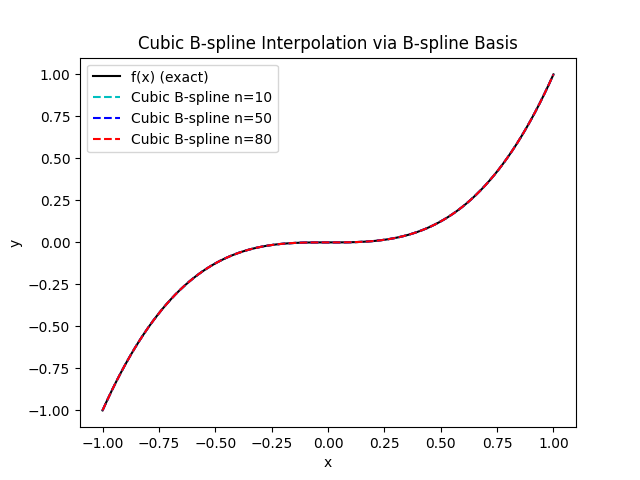 Cubic B-spline Interpolation via B-spline Basis
f(x) (exact)
Cubic B-spline n=10
Cubic B-spline n=50
Cubic B-spline n=80
1.00
0.75
0.50
0.25
0.00
−0.25
−0.50
−0.75
−1.00
y
−1.00 −0.75 −0.50 −0.25 0.00 0.25 0.50 0.75 1.00
x